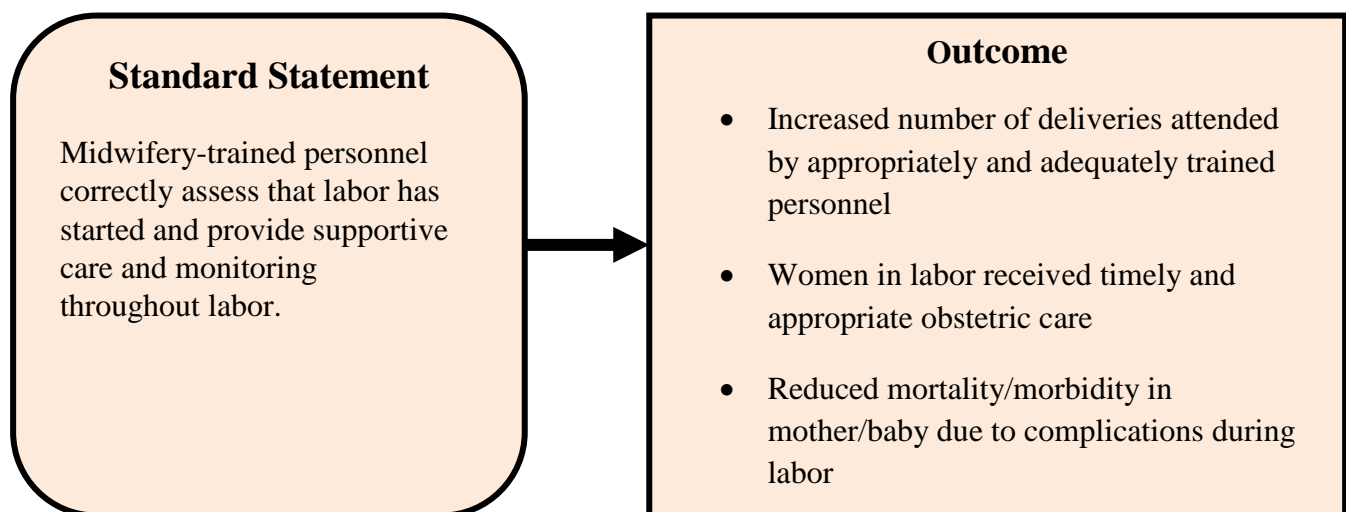 Standard Statement
Midwifery-trained personnel
correctly assess that labor has
started and provide supportive
care and monitoring
throughout labor.
Outcome
• Increased number of deliveries attended
by appropriately and adequately trained
personnel
• Women in labor received timely and
appropriate obstetric care
• Reduced mortality/morbidity in
mother/baby due to complications during
labor